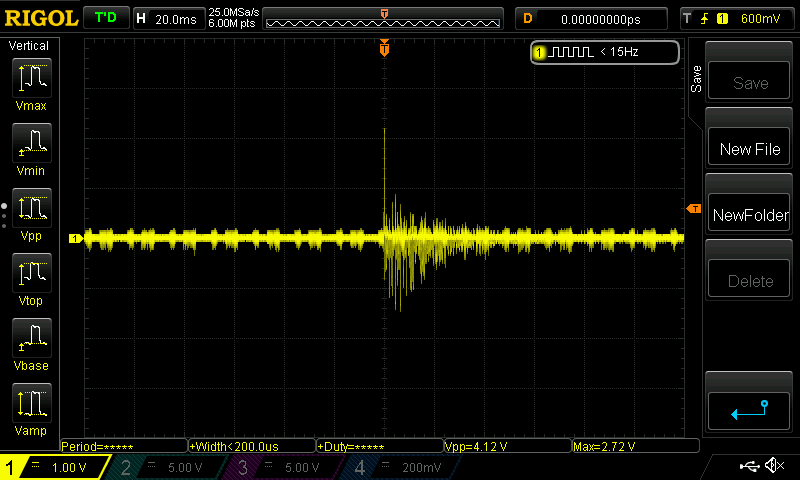 RIGOL T'D H 20.0ms 25.0MSa/s 6.00M pts T D 0.00000000ps T 1 600mV
Vertical
Vmax
Vmin
Vpp
Vtop
Vbase
Vamp
T
1 < 15Hz
1
T
Save
Save
New File
NewFolder
Delete
Period=***** +Width<200.0us +Duty=***** Vpp=4.12 V Max=2.72 V
1 1.00 V 2 5.00 V 3 5.00 V 4 200mV